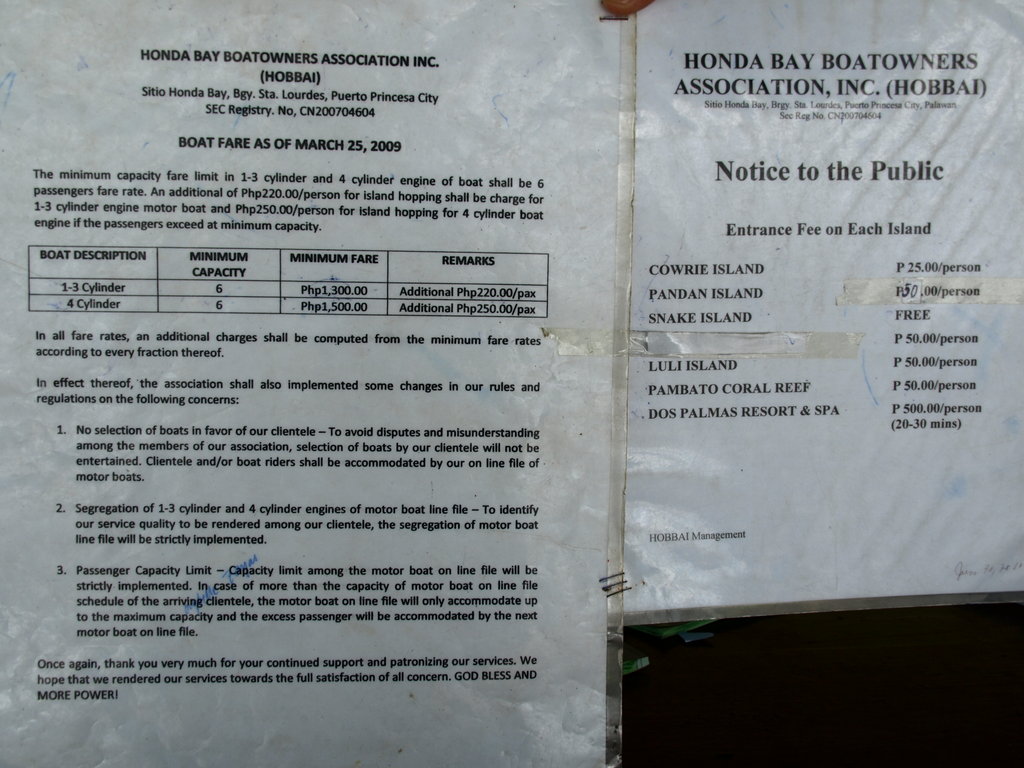 HONDA BAY BOATOWNERS ASSOCIATION INC.
(HOBBAI)
Sitio Honda Bay, Bgy. Sta. Lourdes, Puerto Princesa City
SEC Registry. No, CN200704604
BOAT FARE AS OF MARCH 25, 2009
The minimum capacity fare limit in 1-3 cylinder and 4 cylinder engine of boat shall be 6
passengers fare rate. An additional of Php220.00/person for island hopping shall be charge for
1-3 cylinder engine motor boat and Php250.00/person for island hopping for 4 cylinder boat
engine if the passengers exceed at minimum capacity.
BOAT DESCRIPTION MINIMUM CAPACITY MINIMUM FARE REMARKS
1-3 Cylinder 6 Php1,300.00 Additional Php220.00/pax
4 Cylinder 6 Php1,500.00 Additional Php250.00/pax
In all fare rates, an additional charges shall be computed from the minimum fare rates
according to every fraction thereof.
In effect thereof, the association shall also implemented some changes in our rules and
regulations on the following concerns:
1. No selection of boats in favor of our clientele – To avoid disputes and misunderstanding
among the members of our association, selection of boats by our clientele will not be
entertained. Clientele and/or boat riders shall be accommodated by our on line file of
motor boats.
2. Segregation of 1-3 cylinder and 4 cylinder engines of motor boat line file – To identify
our service quality to be rendered among our clientele, the segregation of motor boat
line file will be strictly implemented.
3. Passenger Capacity Limit – Capacity limit among the motor boat on line file will be
strictly implemented. In case of more than the capacity of motor boat on line file
schedule of the arriving clientele, the motor boat on line file will only accommodate up
to the maximum capacity and the excess passenger will be accommodated by the next
motor boat on line file.
Once again, thank you very much for your continued support and patronizing our services. We
hope that we rendered our services towards the full satisfaction of all concern. GOD BLESS AND
MORE POWER!
HONDA BAY BOATOWNERS
ASSOCIATION, INC. (HOBBAI)
Sitio Honda Bay, Brgy. Sta. Lourdes, Puerto Princesa City, Palawan
Sec Reg No. CN200704604
Notice to the Public
Entrance Fee on Each Island
COWRIE ISLAND P 25.00/person
PANDAN ISLAND P50.00/person
SNAKE ISLAND FREE
P 50.00/person
LULI ISLAND P 50.00/person
PAMBATO CORAL REEF P 50.00/person
DOS PALMAS RESORT & SPA P 500.00/person
(20-30 mins)
HOBBAI Management